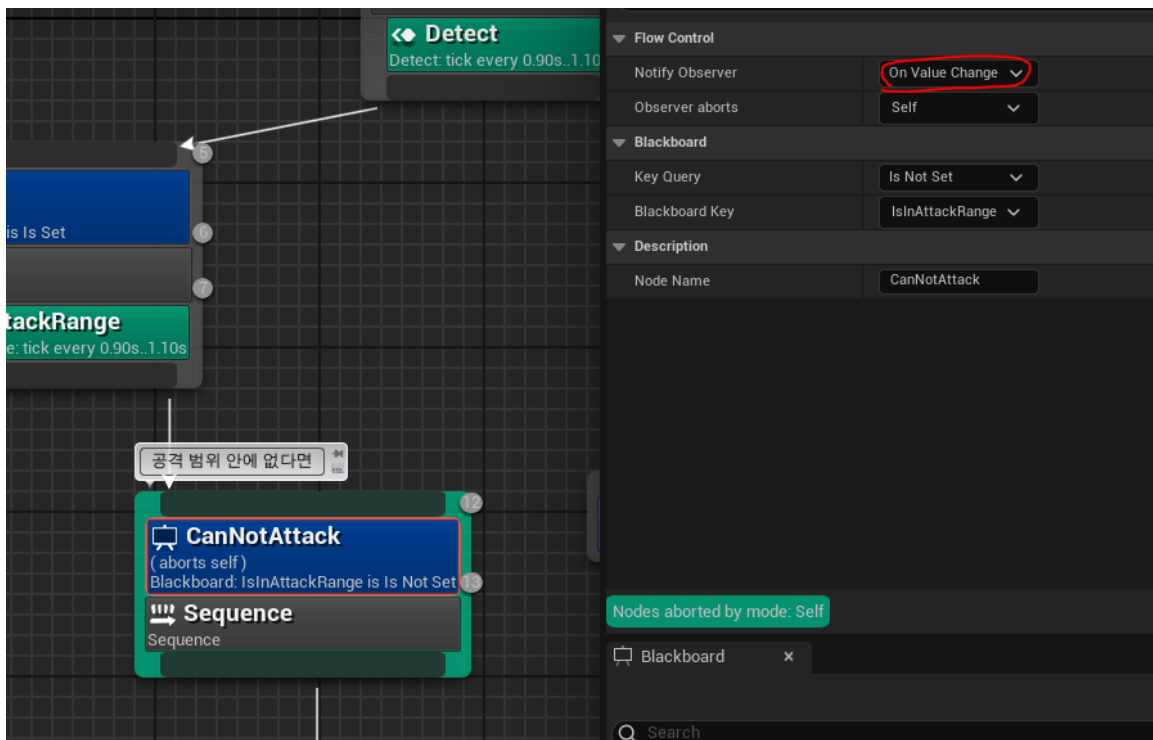 Detect
Detect: tick every 0.90s..1.10
5
is Is Set
6
7
tackRange
e: tick every 0.90s..1.10s
공격 범위 안에 없다면
12
CanNotAttack
( aborts self )
Blackboard: IsInAttackRange is Is Not Set
13
Sequence
Sequence
Flow Control
Notify Observer
On Value Change
Observer aborts
Self
Blackboard
Key Query
Is Not Set
Blackboard Key
IsInAttackRange
Description
Node Name
CanNotAttack
Nodes aborted by mode: Self
Blackboard
Search